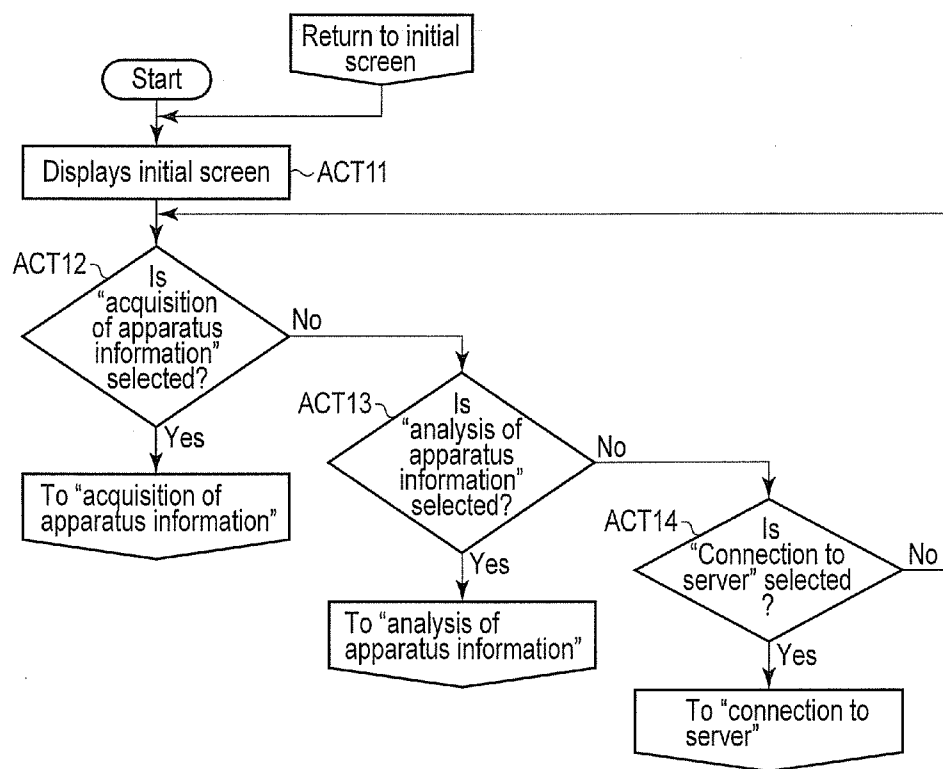 Return to initial
screen
Start
Displays initial screen
ACT11
ACT12
Is
“acquisition
of apparatus
information”
selected?
No
Yes
To “acquisition of
apparatus information”
ACT13
Is
“analysis of
apparatus
information”
selected?
No
Yes
To “analysis of
apparatus information”
ACT14
Is
“Connection to
server” selected
?
No
Yes
To “connection to
server”